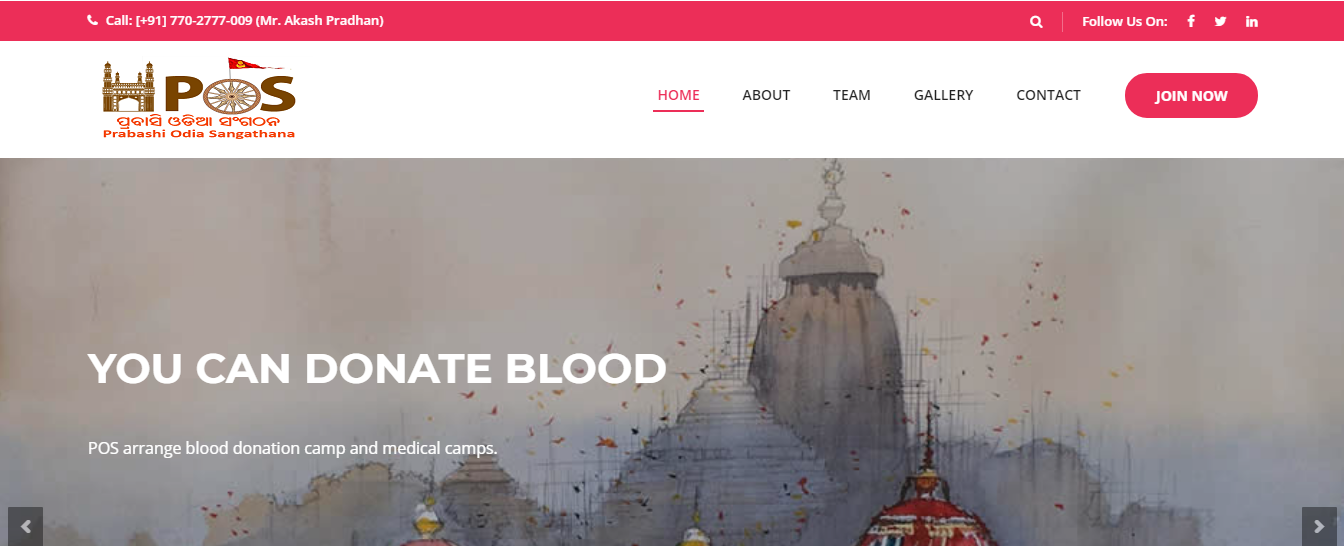 Call: [+91] 770-2777-009 (Mr. Akash Pradhan)
Follow Us On:
POS
ପ୍ରବାସି ଓଡିଆ ସଂଗଠନ
Prabashi Odia Sangathana
HOME
ABOUT
TEAM
GALLERY
CONTACT
JOIN NOW
YOU CAN DONATE BLOOD
POS arrange blood donation camp and medical camps.